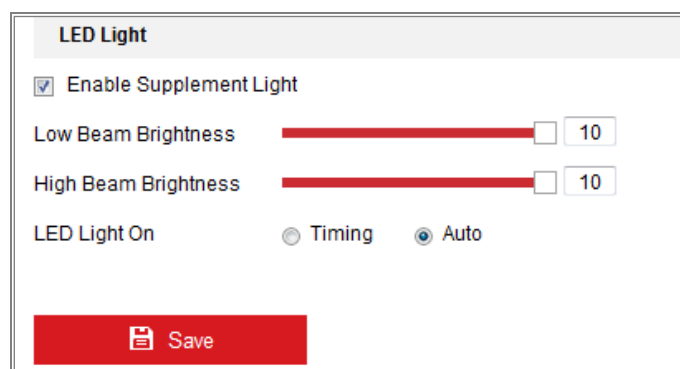 LED Light
Enable Supplement Light
Low Beam Brightness 10
High Beam Brightness 10
LED Light On Timing Auto
Save